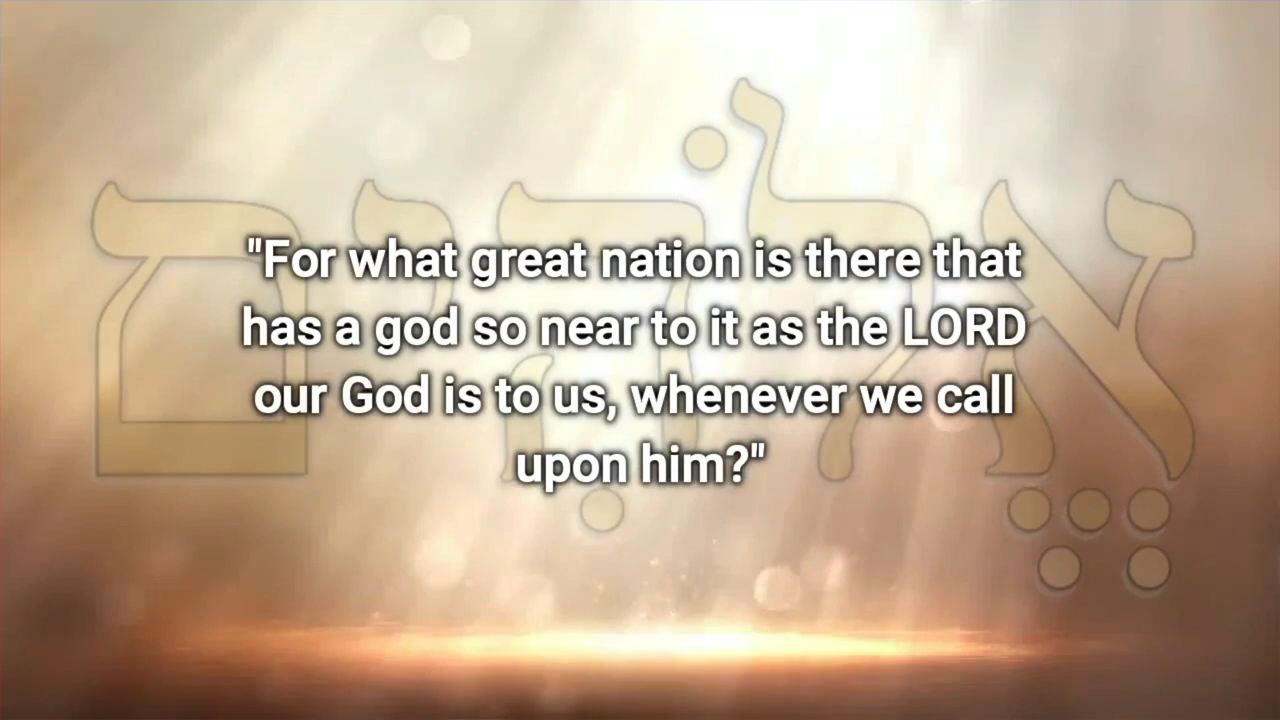 אֱלֹהִים
"For what great nation is there that
has a god so near to it as the LORD
our God is to us, whenever we call
upon him?"